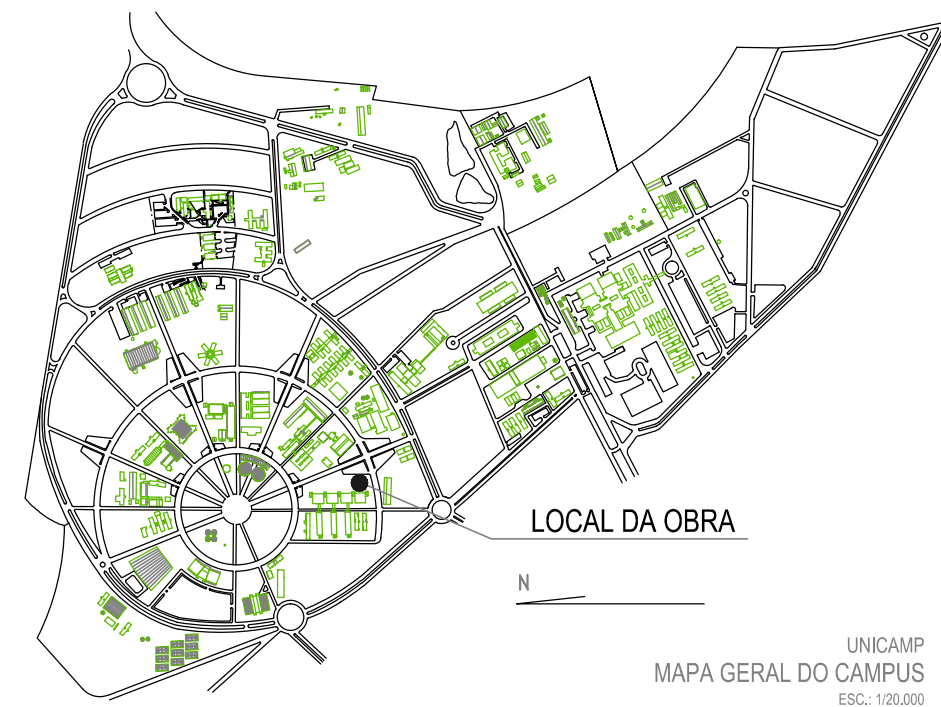 LOCAL DA OBRA
N
UNICAMP
MAPA GERAL DO CAMPUS
ESC.: 1/20.000